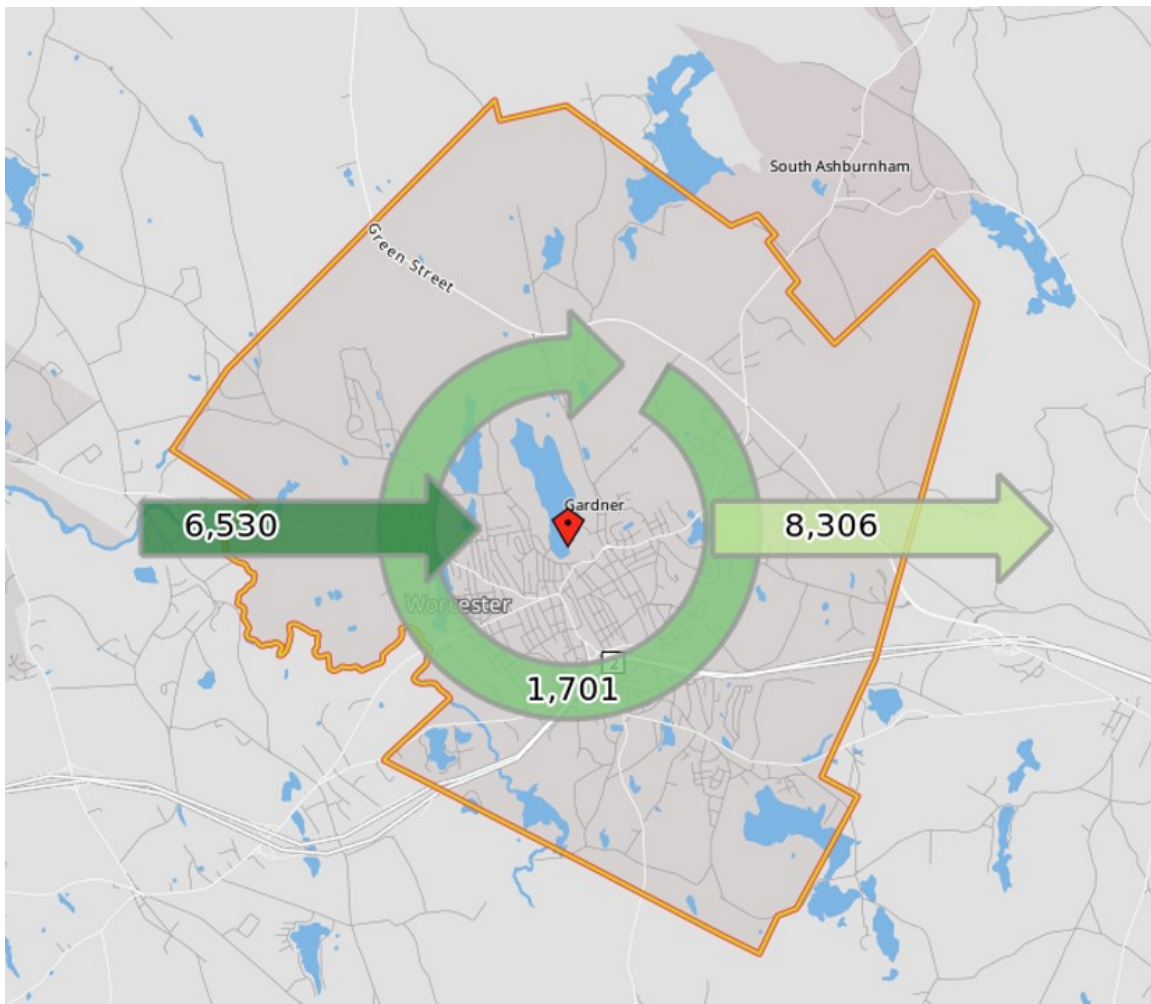 South Ashburnham
Green Street
Gardner
6,530
8,306
Worcester
2
1,701